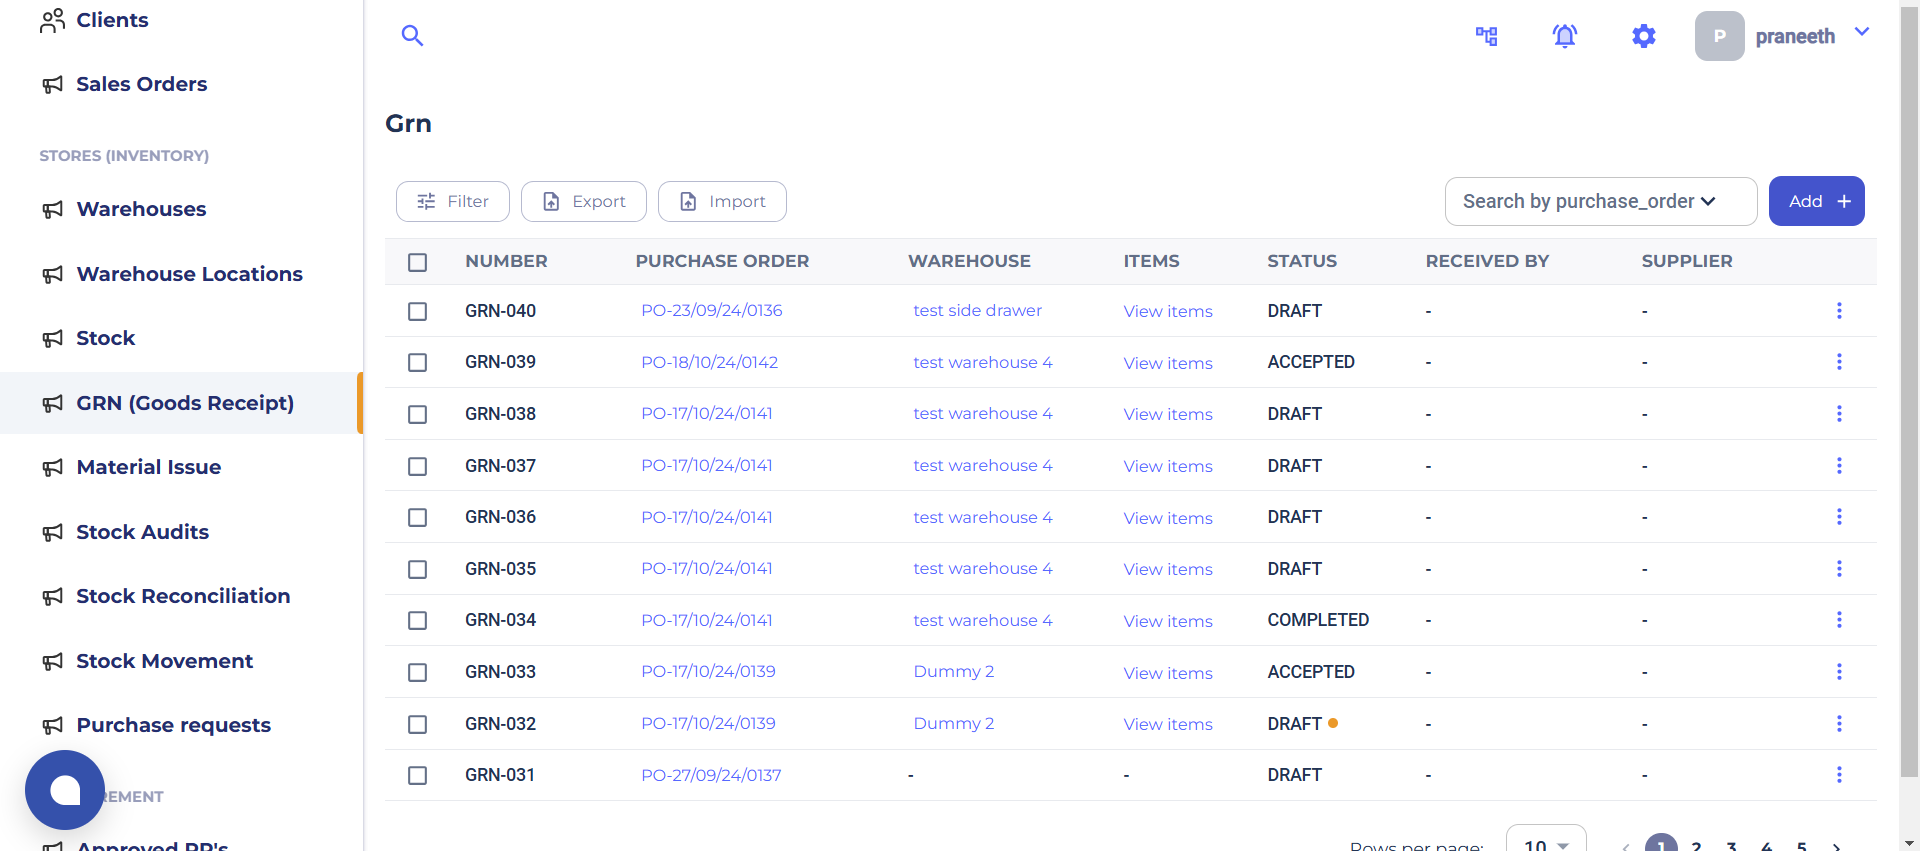 Clients
Sales Orders
STORES (INVENTORY)
Warehouses
Warehouse Locations
Stock
GRN (Goods Receipt)
Material Issue
Stock Audits
Stock Reconciliation
Stock Movement
Purchase requests
REMENT
Approved PR's
P praneeth
Grn
Filter Export Import Search by purchase_order Add +
NUMBER PURCHASE ORDER WAREHOUSE ITEMS STATUS RECEIVED BY SUPPLIER
GRN-040 PO-23/09/24/0136 test side drawer View items DRAFT - -
GRN-039 PO-18/10/24/0142 test warehouse 4 View items ACCEPTED - -
GRN-038 PO-17/10/24/0141 test warehouse 4 View items DRAFT - -
GRN-037 PO-17/10/24/0141 test warehouse 4 View items DRAFT - -
GRN-036 PO-17/10/24/0141 test warehouse 4 View items DRAFT - -
GRN-035 PO-17/10/24/0141 test warehouse 4 View items DRAFT - -
GRN-034 PO-17/10/24/0141 test warehouse 4 View items COMPLETED - -
GRN-033 PO-17/10/24/0139 Dummy 2 View items ACCEPTED - -
GRN-032 PO-17/10/24/0139 Dummy 2 View items DRAFT - -
GRN-031 PO-27/09/24/0137 - - DRAFT - -
Rows per page: 10 1 2 3 4 5